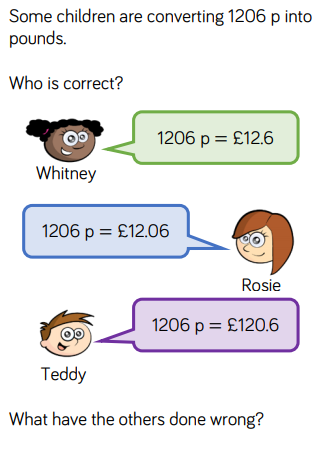 Some children are converting 1206 p into
pounds.
Who is correct?
1206 p = £12.6
Whitney
1206 p = £12.06
Rosie
1206 p = £120.6
Teddy
What have the others done wrong?